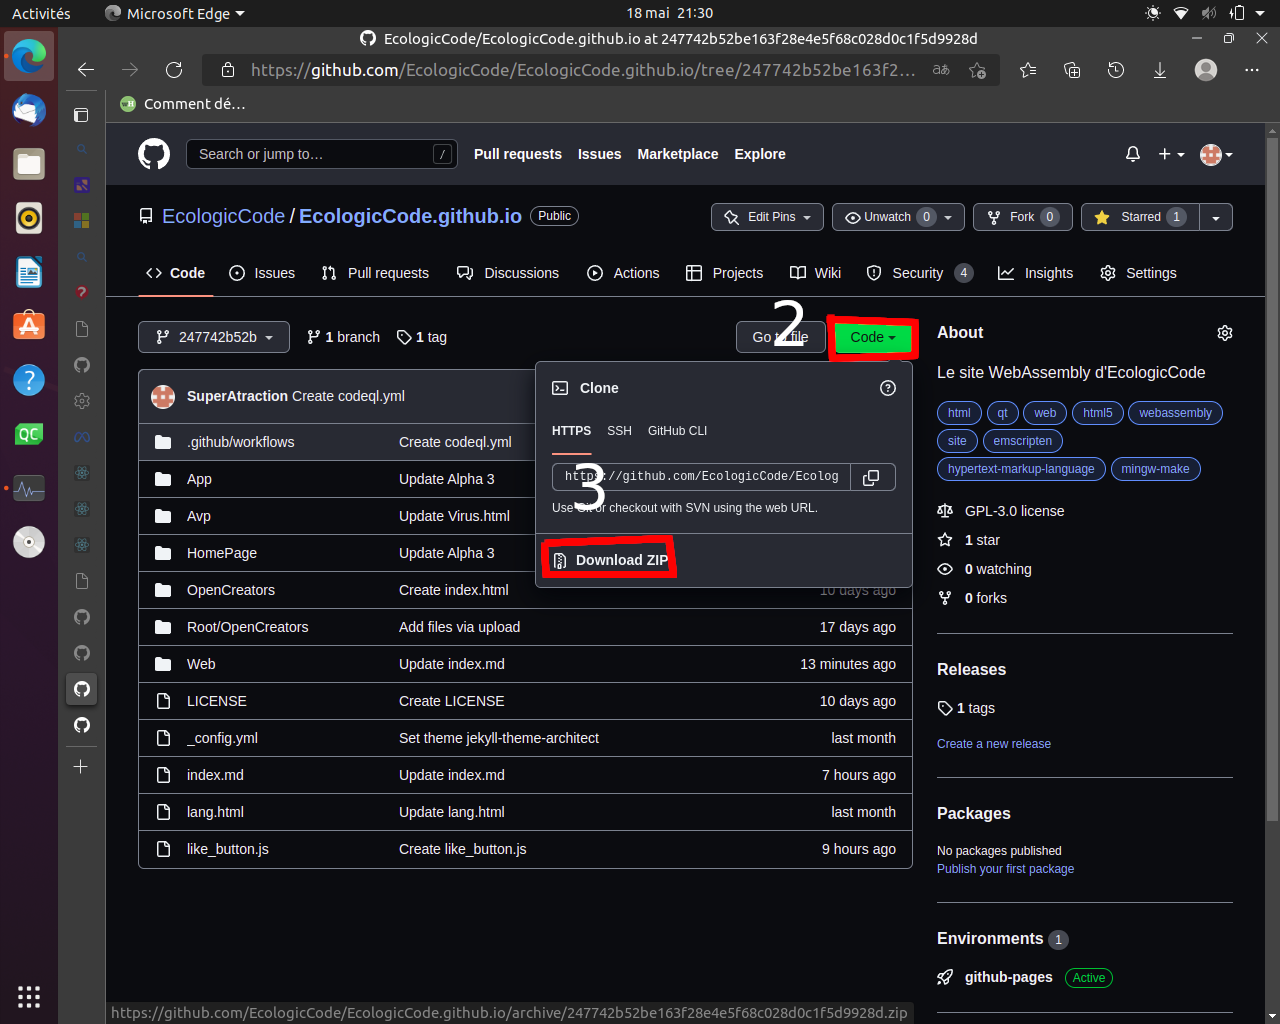 Activités
Microsoft Edge
18 mai 21:30
EcologicCode/EcologicCode.github.io at 247742b52be163f28e4e5f68c028d0c1f5d9928d
https://github.com/EcologicCode/EcologicCode.github.io/tree/247742b52be163f2...
Comment dé...
Search or jump to...
/
Pull requests
Issues
Marketplace
Explore
EcologicCode / EcologicCode.github.io
Public
Edit Pins
Unwatch 0
Fork 0
Starred 1
Code
Issues
Pull requests
Discussions
Actions
Projects
Wiki
Security 4
Insights
Settings
247742b52b
1 branch
1 tag
Go to file
2
Code
SuperAtraction Create codeql.yml
Clone
HTTPS
SSH
GitHub CLI
https://github.com/EcologicCode/Ecolog
3
Use Git or checkout with SVN using the web URL.
Download ZIP
.github/workflows Create codeql.yml
App Update Alpha 3
Avp Update Virus.html
HomePage Update Alpha 3
OpenCreators Create index.html 10 days ago
Root/OpenCreators Add files via upload 17 days ago
Web Update index.md 13 minutes ago
LICENSE Create LICENSE 10 days ago
_config.yml Set theme jekyll-theme-architect last month
index.md Update index.md 7 hours ago
lang.html Update lang.html last month
like_button.js Create like_button.js 9 hours ago
About
Le site WebAssembly d'EcologicCode
html qt web html5 webassembly
site emscripten
hypertext-markup-language mingw-make
GPL-3.0 license
1 star
0 watching
0 forks
Releases
1 tags
Create a new release
Packages
No packages published
Publish your first package
Environments 1
github-pages Active
https://github.com/EcologicCode/EcologicCode.github.io/archive/247742b52be163f28e4e5f68c028d0c1f5d9928d.zip